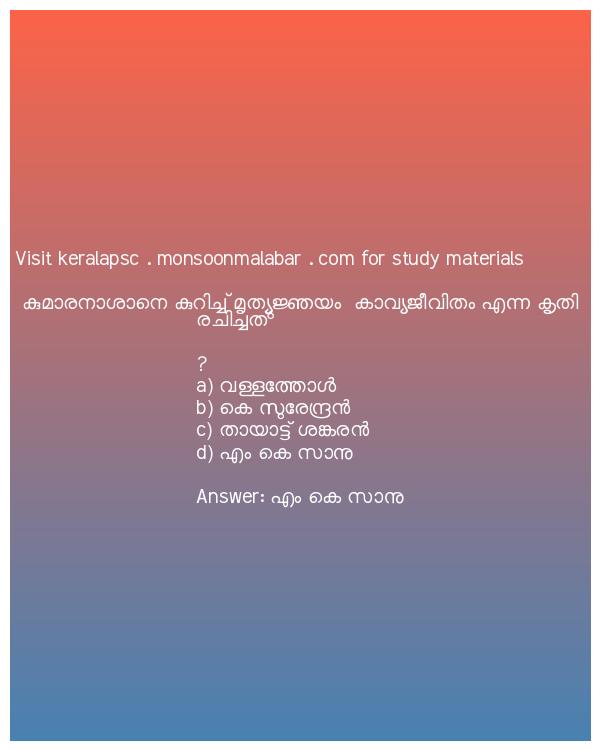 Visit keralapsc . monsoonmalabar . com for study materials
കുമാരനാശാനെ കുറിച്ച് മൃത്യുഞ്ജയം കാവ്യജീവിതം എന്ന കൃതി
രചിച്ചത്
?
a) വള്ളത്തോൾ
b) കെ സുരേന്ദ്രൻ
c) തായാട്ട് ശങ്കരൻ
d) എം കെ സാനു
Answer: എം കെ സാനു